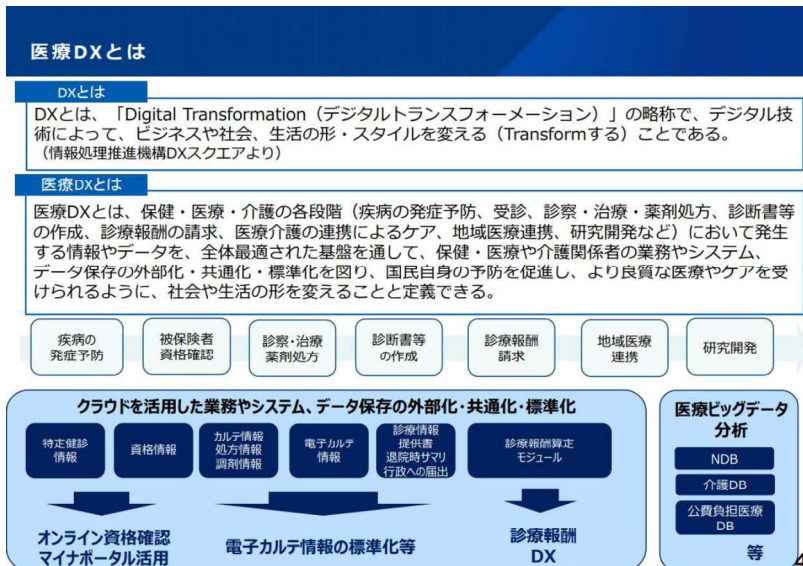 医療DXとは
DXとは
DXとは、「Digital Transformation（デジタルトランスフォーメーション）」の略称で、デジタル技
術によって、ビジネスや社会、生活の形・スタイルを変える（Transformする）ことである。
（情報処理推進機構DXスクエアより）
医療DXとは
医療DXとは、保健・医療・介護の各段階（疾病の発症予防、受診、診察・治療・薬剤処方、診断書等
の作成、診療報酬の請求、医療介護の連携によるケア、地域医療連携、研究開発など）において発生
する情報やデータを、全体最適された基盤を通して、保健・医療や介護関係者の業務やシステム、
データ保存の外部化・共通化・標準化を図り、国民自身の予防を促進し、より良質な医療やケアを受
けられるように、社会や生活の形を変えることと定義できる。
疾病の
発症予防
被保険者
資格確認
診察・治療
薬剤処方
診断書等
の作成
診療報酬
請求
地域医療
連携
研究開発
クラウドを活用した業務やシステム、データ保存の外部化・共通化・標準化
特定健診
情報
資格情報
カルテ情報
処方情報
調剤情報
電子カルテ
情報
診療情報
提供書
退院時サマリ
行政への届出
診療報酬算定
モジュール
オンライン資格確認
マイナポータル活用
電子カルテ情報の標準化等
診療報酬
DX
医療ビッグデータ
分析
NDB
介護DB
公費負担医療
DB
等